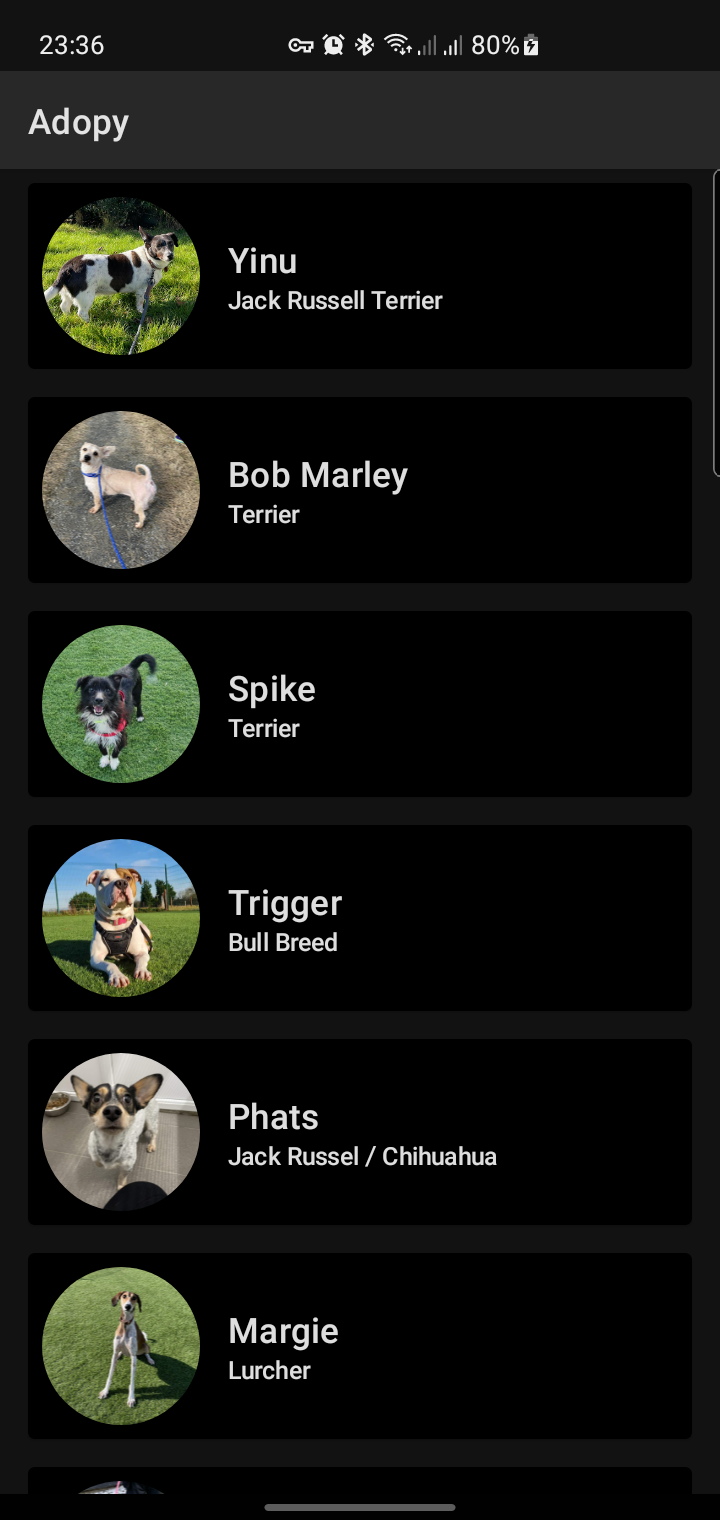 23:36
80%
Adopy
Yinu
Jack Russell Terrier
Bob Marley
Terrier
Spike
Terrier
Trigger
Bull Breed
Phats
Jack Russel / Chihuahua
Margie
Lurcher